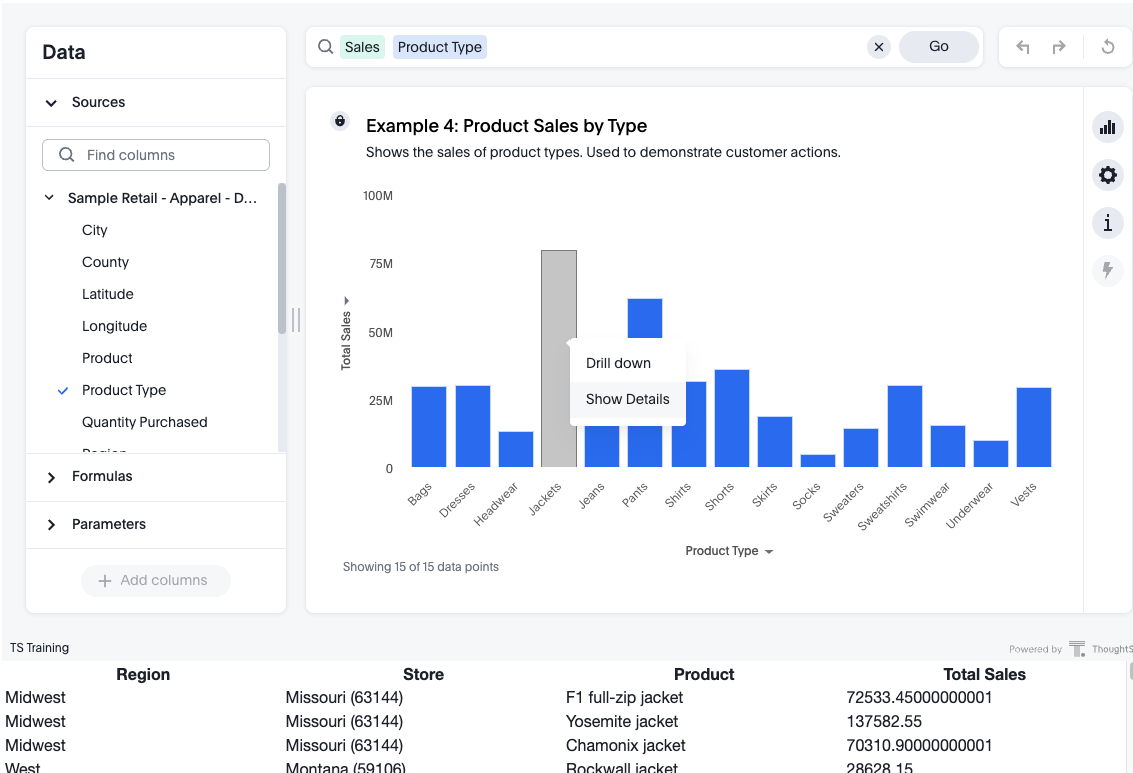 Data
Sources
Find columns
Sample Retail - Apparel - D...
City
County
Latitude
Longitude
Product
Product Type
Quantity Purchased
Region
Formulas
Parameters
+ Add columns
Sales Product Type
Go
Example 4: Product Sales by Type
Shows the sales of product types. Used to demonstrate customer actions.
100M
75M
50M
25M
0
Total Sales
Drill down
Show Details
Bags
Dresses
Headwear
Jackets
Jeans
Pants
Shirts
Shorts
Skirts
Socks
Sweaters
Sweatshirts
Swimwear
Underwear
Vests
Product Type
Showing 15 of 15 data points
TS Training
Powered by ThoughtS
Region Store Product Total Sales
Midwest Missouri (63144) F1 full-zip jacket 72533.45000000001
Midwest Missouri (63144) Yosemite jacket 137582.55
Midwest Missouri (63144) Chamonix jacket 70310.90000000001
West Montana (59106) Rockwall jacket 28628.15